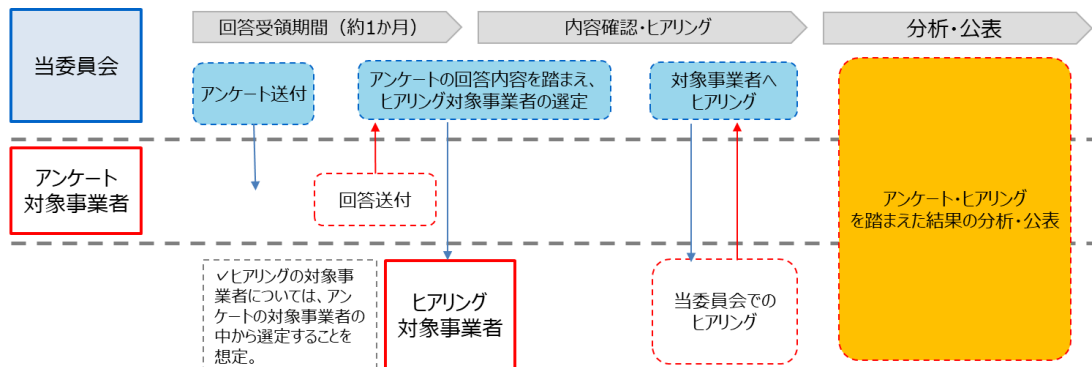 回答受領期間（約1か月）
内容確認・ヒアリング
分析・公表
当委員会
アンケート送付
アンケートの回答内容を踏まえ、
ヒアリング対象事業者の選定
対象事業者へ
ヒアリング
アンケート
対象事業者
回答送付
アンケート・ヒアリング
を踏まえた結果の分析・公表
✓ヒアリングの対象事
業者については、アン
ケートの対象事業者の
中から選定することを
想定。
ヒアリング
対象事業者
当委員会での
ヒアリング